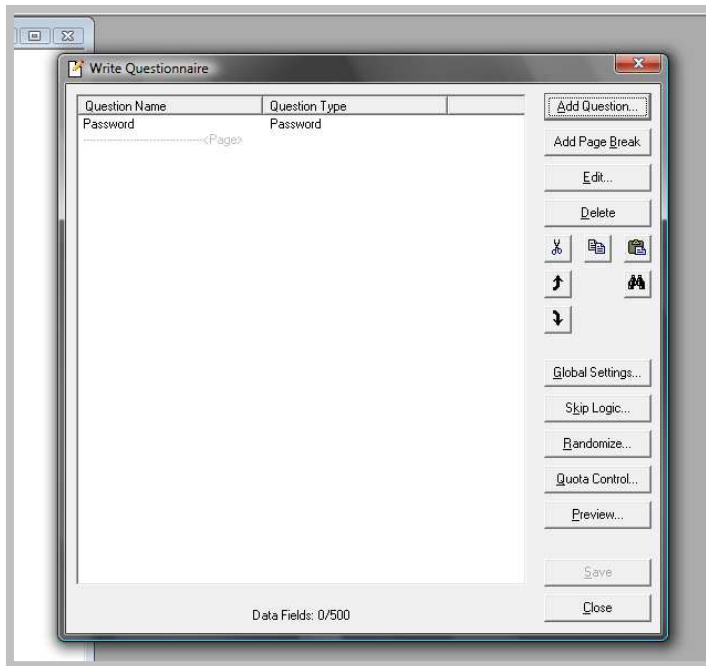 Write Questionnaire
Question Name Question Type
Password Password
<Page>
Add Question...
Add Page Break
Edit...
Delete
Global Settings...
Skip Logic...
Randomize...
Quota Control...
Preview...
Save
Close
Data Fields: 0/500